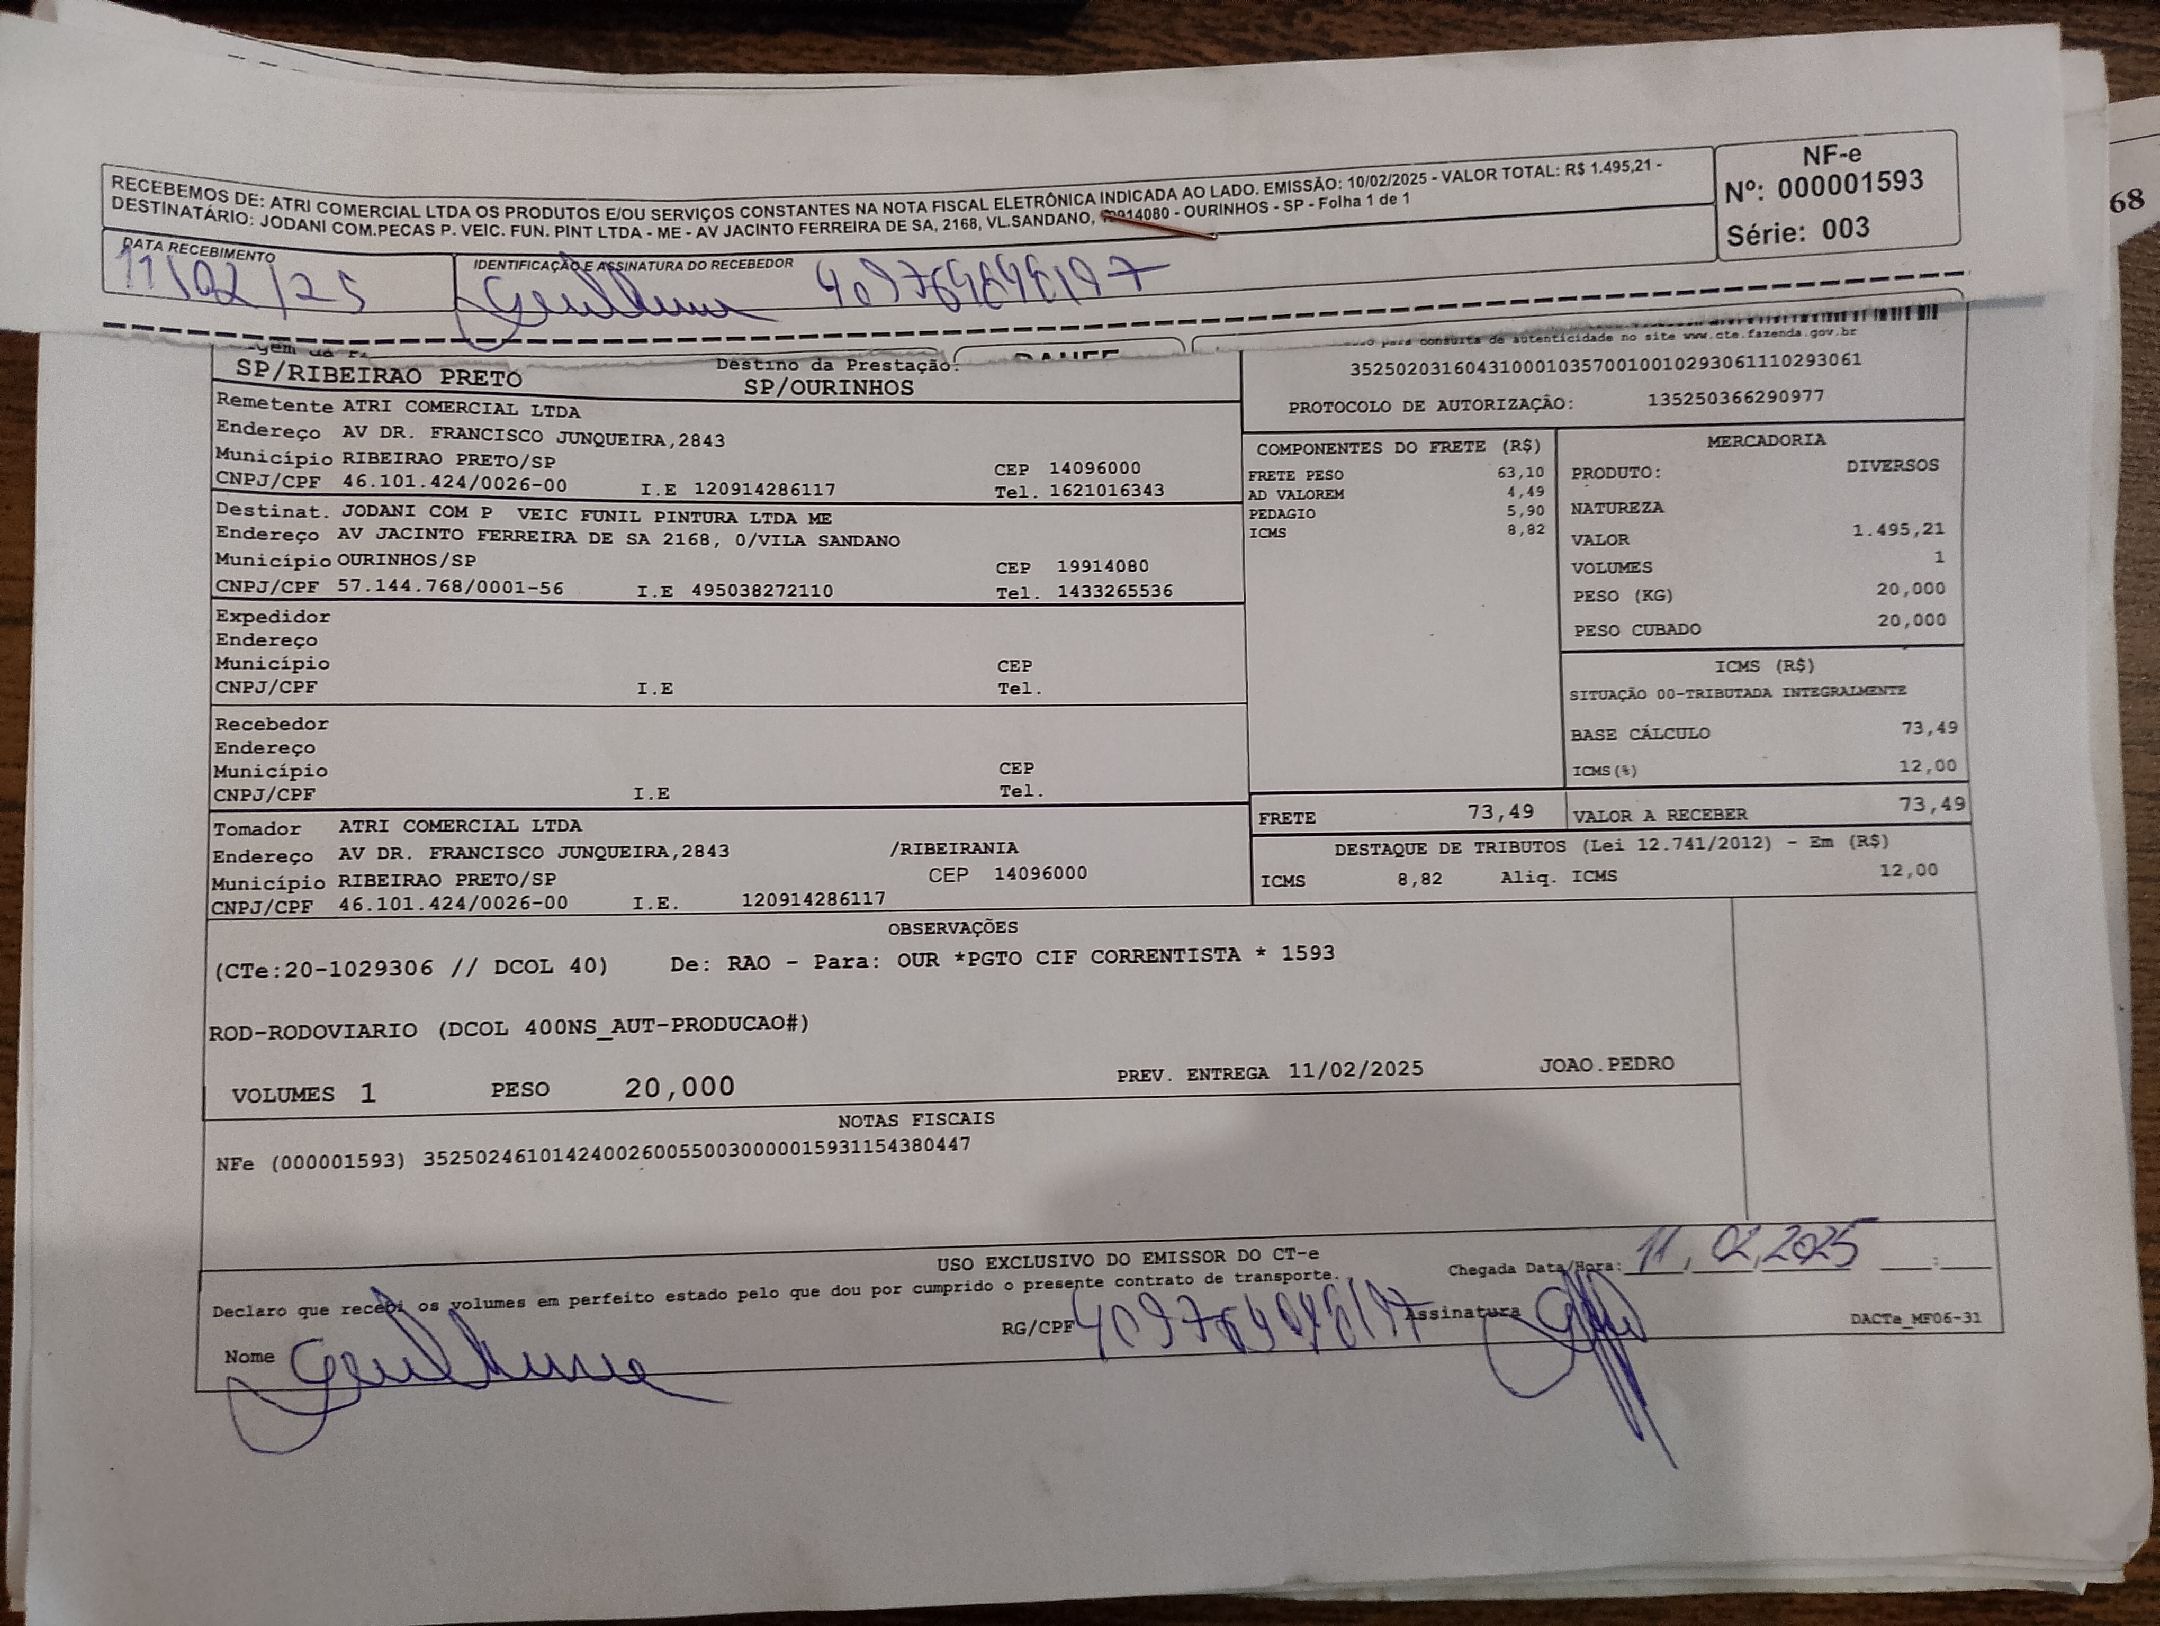 RECEBEMOS DE: ATRI COMERCIAL LTDA OS PRODUTOS E/OU SERVIÇOS CONSTANTES NA NOTA FISCAL ELETRÔNICA INDICADA AO LADO. EMISSÃO: 10/02/2025 - VALOR TOTAL: R$ 1.495,21 -
DESTINATÁRIO: JODANI COM.PECAS P. VEIC. FUN. PINT LTDA - ME - AV JACINTO FERREIRA DE SA, 2168, VL.SANDANO, 19914080 - OURINHOS - SP - Folha 1 de 1
NF-e
Nº: 000001593
Série: 003
68
DATA RECEBIMENTO
11/02/25
IDENTIFICAÇÃO E ASSINATURA DO RECEBEDOR
Guilherme
SP/RIBEIRAO PRETO
Destino da Prestação:
SP/OURINHOS
para consulta de autenticidade no site www.cte.fazenda.gov.br
35250203160431000103570010010293061110293061
PROTOCOLO DE AUTORIZAÇÃO: 135250366290977
Remetente ATRI COMERCIAL LTDA
Endereço AV DR. FRANCISCO JUNQUEIRA,2843
Município RIBEIRAO PRETO/SP CEP 14096000
CNPJ/CPF 46.101.424/0026-00 I.E 120914286117 Tel. 1621016343
Destinat. JODANI COM P VEIC FUNIL PINTURA LTDA ME
Endereço AV JACINTO FERREIRA DE SA 2168, 0/VILA SANDANO
Município OURINHOS/SP CEP 19914080
CNPJ/CPF 57.144.768/0001-56 I.E 495038272110 Tel. 1433265536
Expedidor
Endereço
Município CEP
CNPJ/CPF I.E Tel.
Recebedor
Endereço
Município CEP
CNPJ/CPF I.E Tel.
Tomador ATRI COMERCIAL LTDA
Endereço AV DR. FRANCISCO JUNQUEIRA,2843 /RIBEIRANIA
Município RIBEIRAO PRETO/SP CEP 14096000
CNPJ/CPF 46.101.424/0026-00 I.E. 120914286117
COMPONENTES DO FRETE (R$)
FRETE PESO 63,10
AD VALOREM 4,49
PEDAGIO 5,90
ICMS 8,82
MERCADORIA
PRODUTO: DIVERSOS
NATUREZA
VALOR 1.495,21
VOLUMES 1
PESO (KG) 20,000
PESO CUBADO 20,000
ICMS (R$)
SITUAÇÃO 00-TRIBUTADA INTEGRALMENTE
BASE CÁLCULO 73,49
ICMS(%) 12,00
FRETE 73,49 VALOR A RECEBER 73,49
DESTAQUE DE TRIBUTOS (Lei 12.741/2012) - Em (R$)
ICMS 8,82 Aliq. ICMS 12,00
OBSERVAÇÕES
(CTe:20-1029306 // DCOL 40) De: RAO - Para: OUR *PGTO CIF CORRENTISTA * 1593
ROD-RODOVIARIO (DCOL 400NS_AUT-PRODUCAO#)
VOLUMES 1 PESO 20,000 PREV. ENTREGA 11/02/2025 JOAO.PEDRO
NOTAS FISCAIS
NFe (000001593) 35250246101424002600550030000015931154380447
USO EXCLUSIVO DO EMISSOR DO CT-e
Declaro que recebi os volumes em perfeito estado pelo que dou por cumprido o presente contrato de transporte.
Chegada Data/Hora: 11/02/2025 __:__
Nome Guilherme RG/CPF Assinatura
DACTe_MF06-31